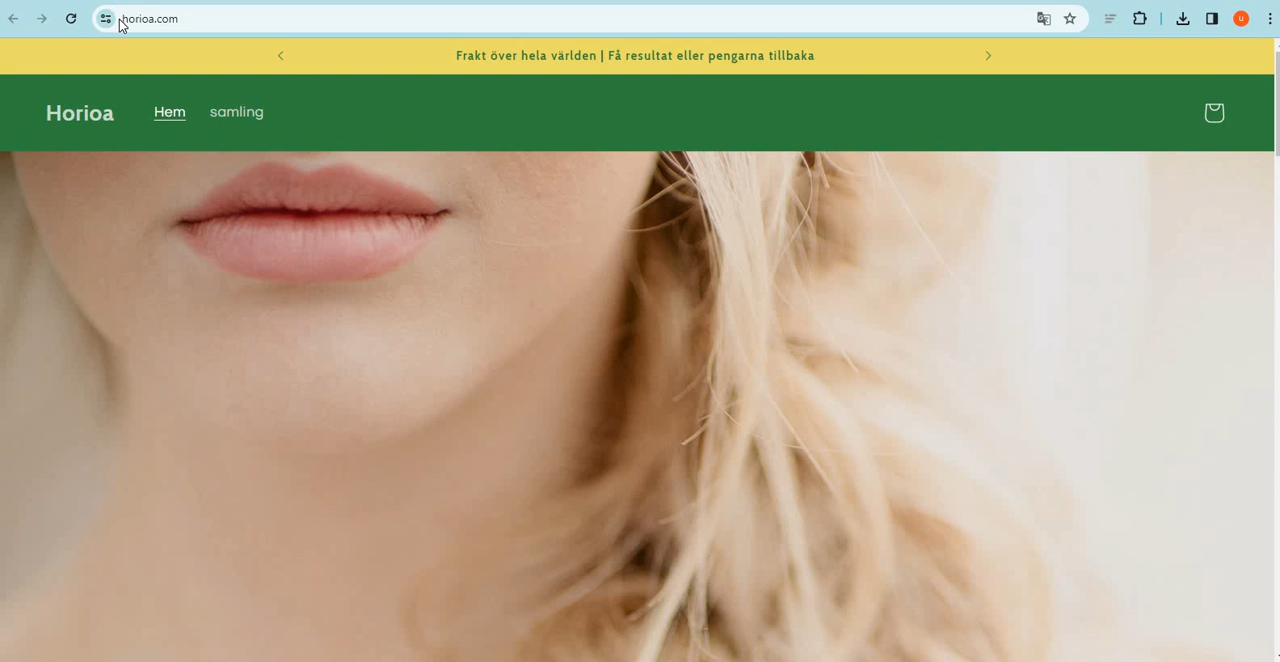 horioa.com
Frakt över hela världen | Få resultat eller pengarna tillbaka
Horioa Hem samling
u